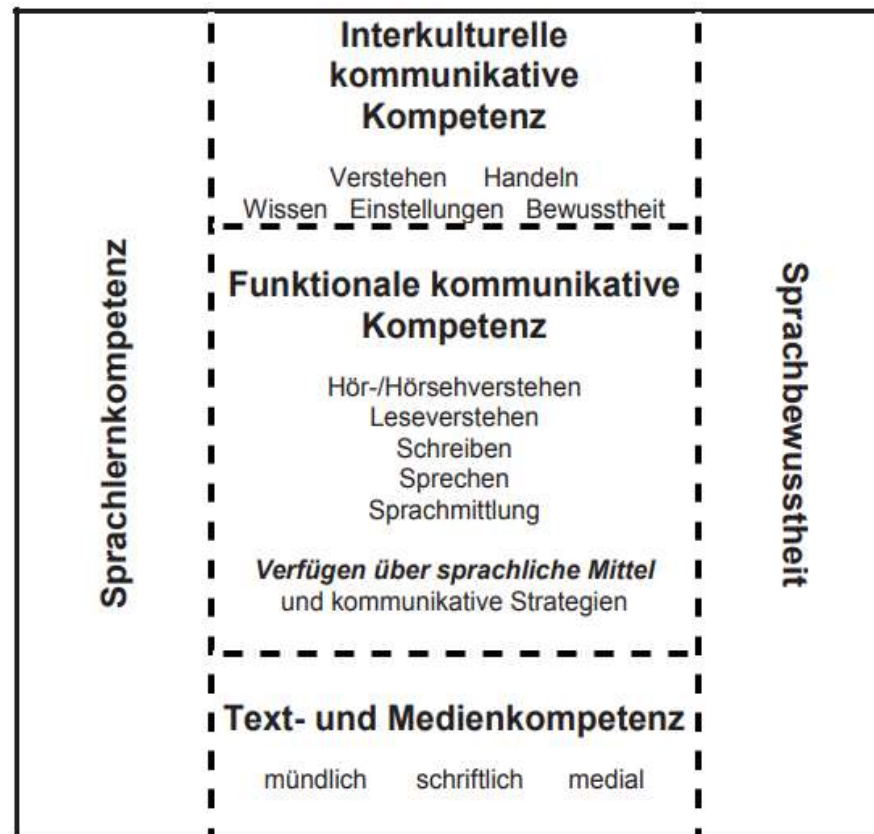 Sprachlernkompetenz
Interkulturelle
kommunikative
Kompetenz
Verstehen Handeln
Wissen Einstellungen Bewusstheit
Funktionale kommunikative
Kompetenz
Hör-/Hörsehverstehen
Leseverstehen
Schreiben
Sprechen
Sprachmittlung
Verfügen über sprachliche Mittel
und kommunikative Strategien
Text- und Medienkompetenz
mündlich schriftlich medial
Sprachbewusstheit